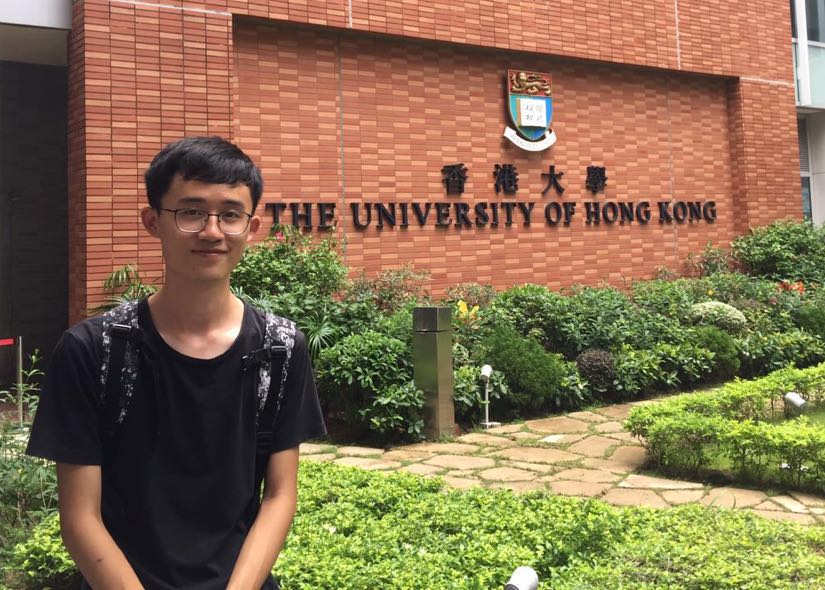 香港大學
THE UNIVERSITY OF HONG KONG